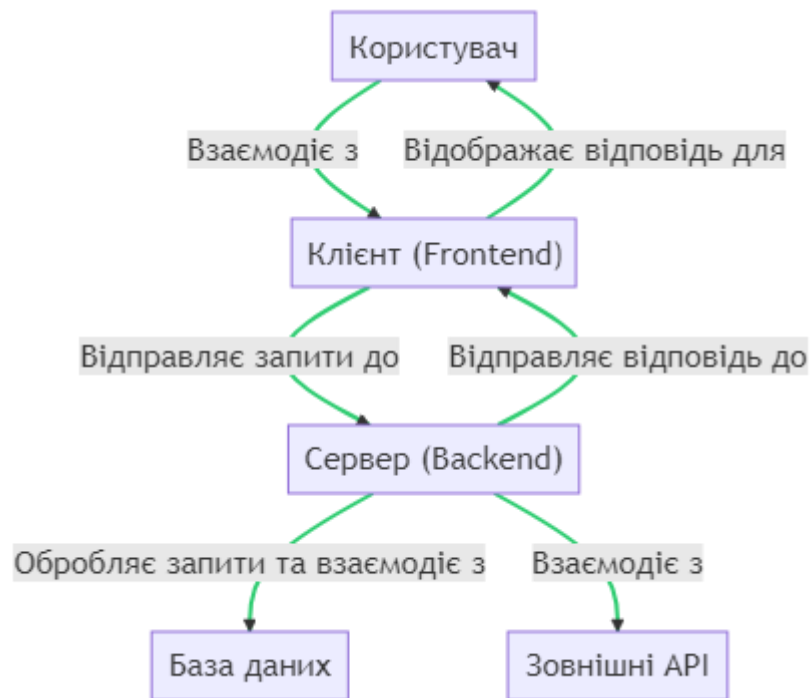 Користувач
Взаємодіє з
Відображає відповідь для
Клієнт (Frontend)
Відправляє запити до
Відправляє відповідь до
Сервер (Backend)
Обробляє запити та взаємодіє з
Взаємодіє з
База даних
Зовнішні API